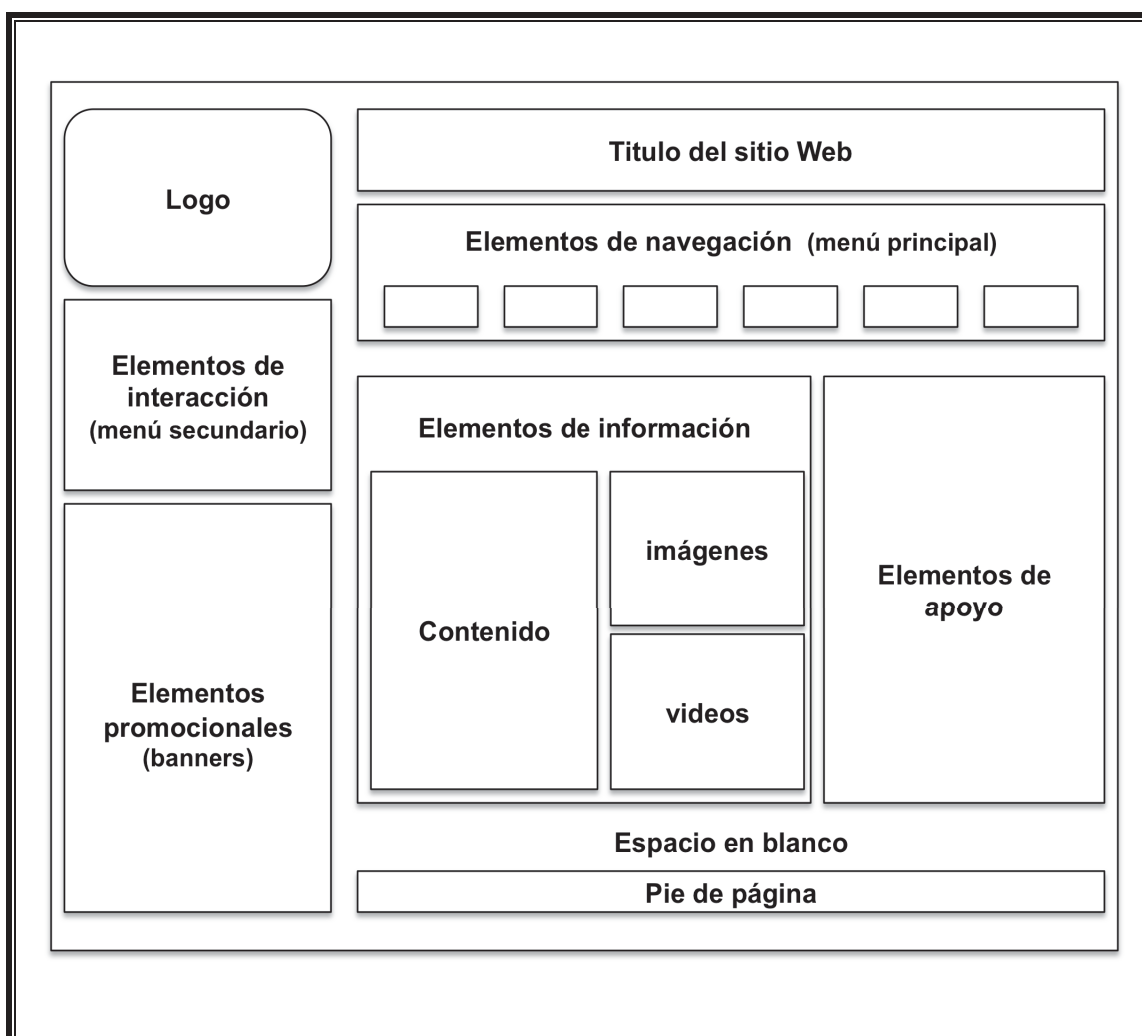 Logo
Titulo del sitio Web
Elementos de navegación (menú principal)
Elementos de
interacción
(menú secundario)
Elementos de información
Contenido
imágenes
videos
Elementos de
apoyo
Elementos
promocionales
(banners)
Espacio en blanco
Pie de página